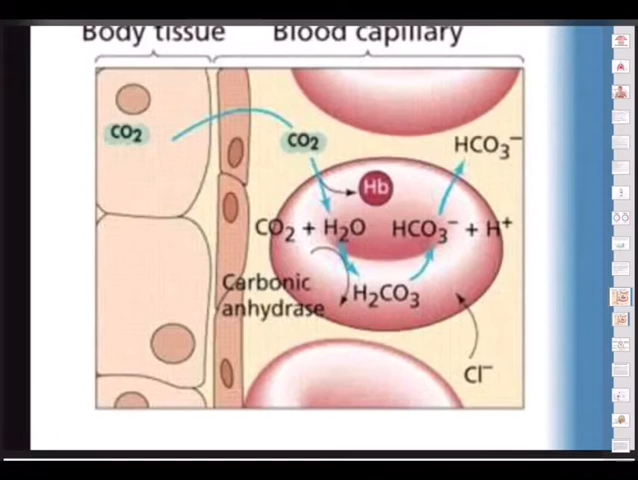 Body tissue Blood capillary
CO₂ CO₂ HCO₃⁻
Hb
CO₂ + H₂O HCO₃⁻ + H⁺
Carbonic
anhydrase
H₂CO₃
Cl⁻